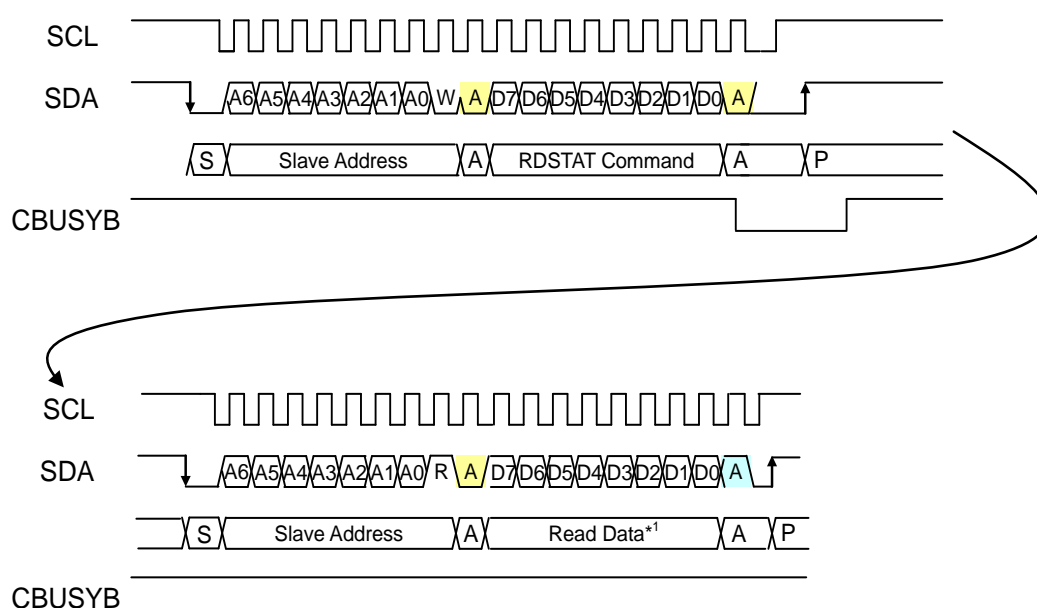 SCL
SDA A6 A5 A4 A3 A2 A1 A0 W A D7 D6 D5 D4 D3 D2 D1 D0 A
S Slave Address A RDSTAT Command A P
CBUSYB
SCL
SDA A6 A5 A4 A3 A2 A1 A0 R A D7 D6 D5 D4 D3 D2 D1 D0 A
S Slave Address A Read Data*1 A P
CBUSYB